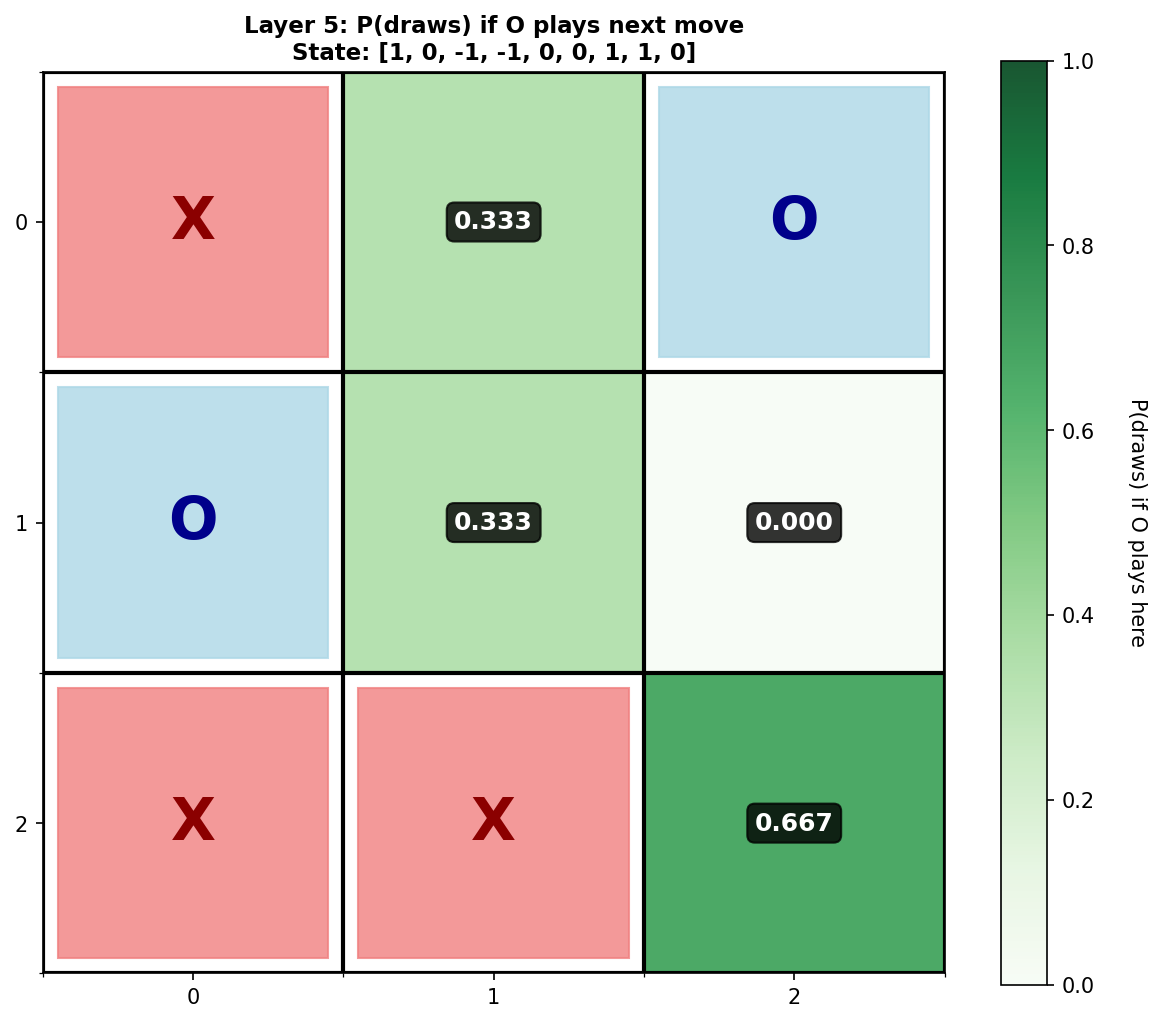 Layer 5: P(draws) if O plays next move
State: [1, 0, -1, -1, 0, 0, 1, 1, 0]
X
0.333
O
O
0.333
0.000
X
X
0.667
0
1
2
0
1
2
1.0
0.8
0.6
0.4
0.2
0.0
P(draws) if O plays here